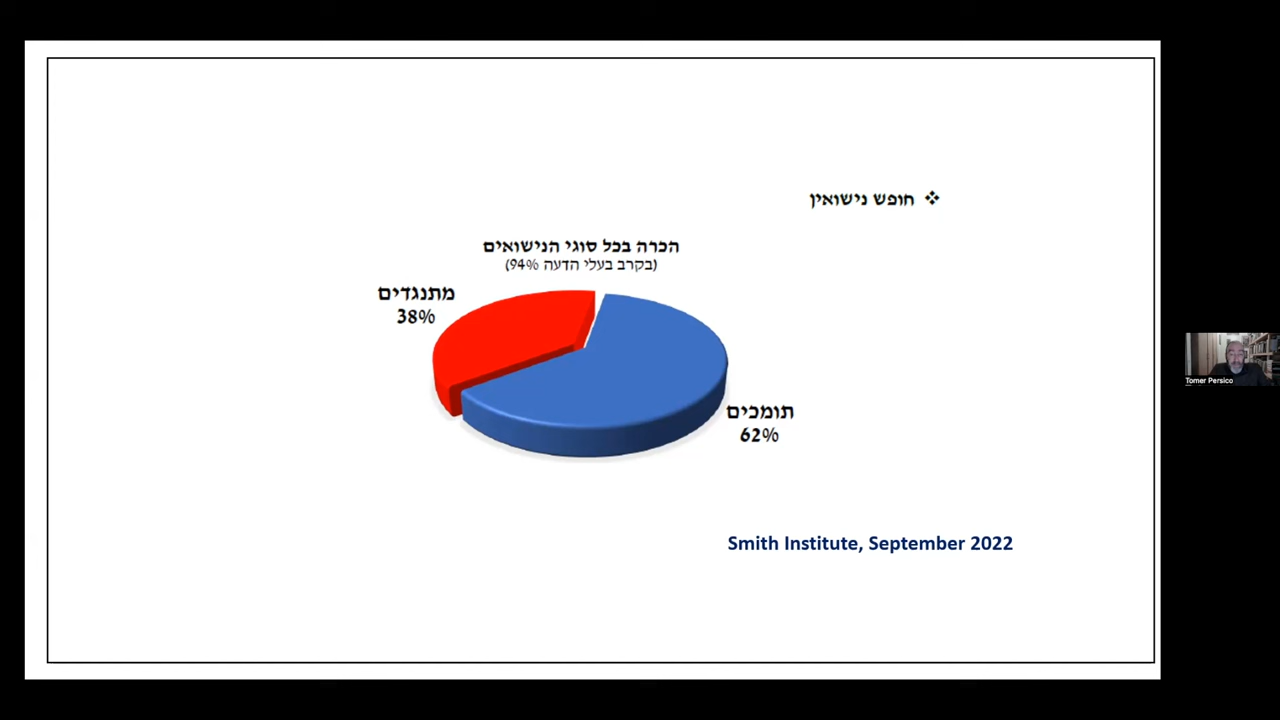 ❖ חופש נישואין
הכרה בכל סוגי הנישואים
(בקרב בעלי הדעה 94%)
מתנגדים
38%
תומכים
62%
Smith Institute, September 2022
Tomer Persico